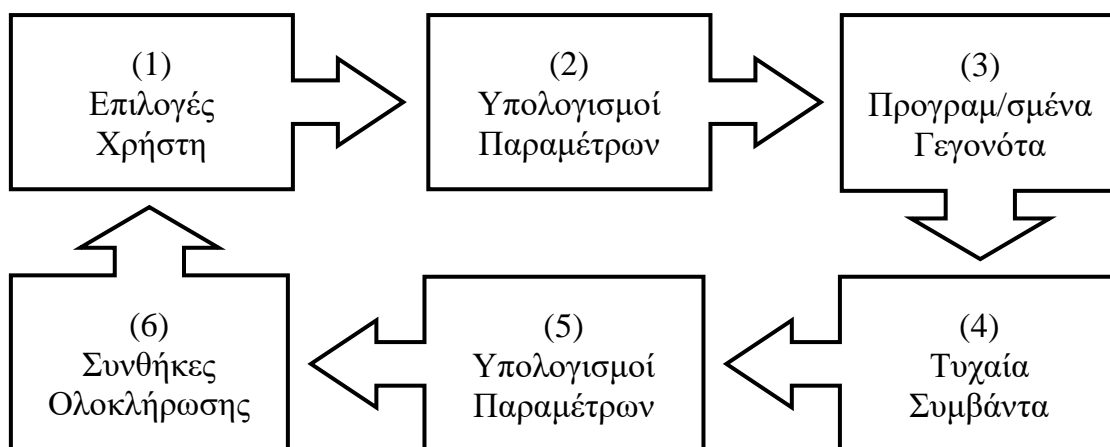 (1)
Επιλογές
Χρήστη
(2)
Υπολογισμοί
Παραμέτρων
(3)
Προγραμ/σμένα
Γεγονότα
(4)
Τυχαία
Συμβάντα
(5)
Υπολογισμοί
Παραμέτρων
(6)
Συνθήκες
Ολοκλήρωσης